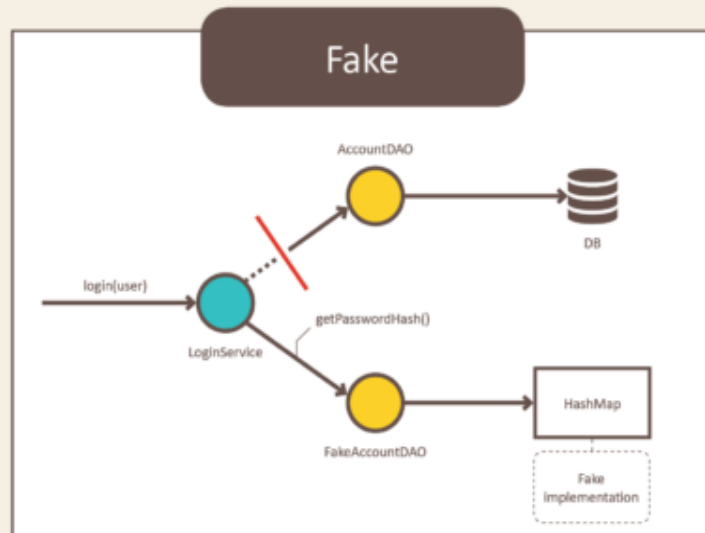 Fake
AccountDAO
DB
login(user)
getPasswordHash()
LoginService
HashMap
FakeAccountDAO
Fake
implementation